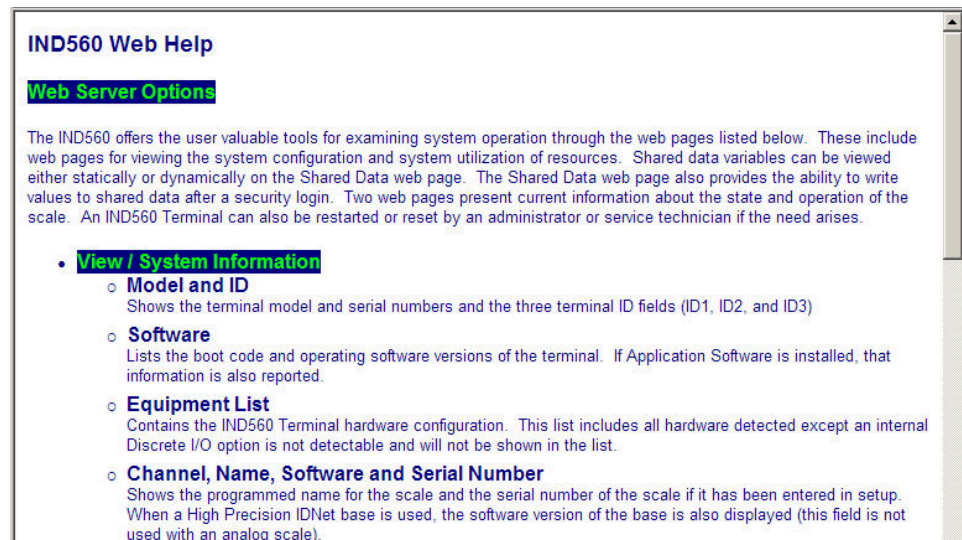 IND560 Web Help
Web Server Options
The IND560 offers the user valuable tools for examining system operation through the web pages listed below. These include
web pages for viewing the system configuration and system utilization of resources. Shared data variables can be viewed
either statically or dynamically on the Shared Data web page. The Shared Data web page also provides the ability to write
values to shared data after a security login. Two web pages present current information about the state and operation of the
scale. An IND560 Terminal can also be restarted or reset by an administrator or service technician if the need arises.
• View / System Information
o Model and ID
Shows the terminal model and serial numbers and the three terminal ID fields (ID1, ID2, and ID3)
o Software
Lists the boot code and operating software versions of the terminal. If Application Software is installed, that
information is also reported.
o Equipment List
Contains the IND560 Terminal hardware configuration. This list includes all hardware detected except an internal
Discrete I/O option is not detectable and will not be shown in the list.
o Channel, Name, Software and Serial Number
Shows the programmed name for the scale and the serial number of the scale if it has been entered in setup.
When a High Precision IDNet base is used, the software version of the base is also displayed (this field is not
used with an analog scale).